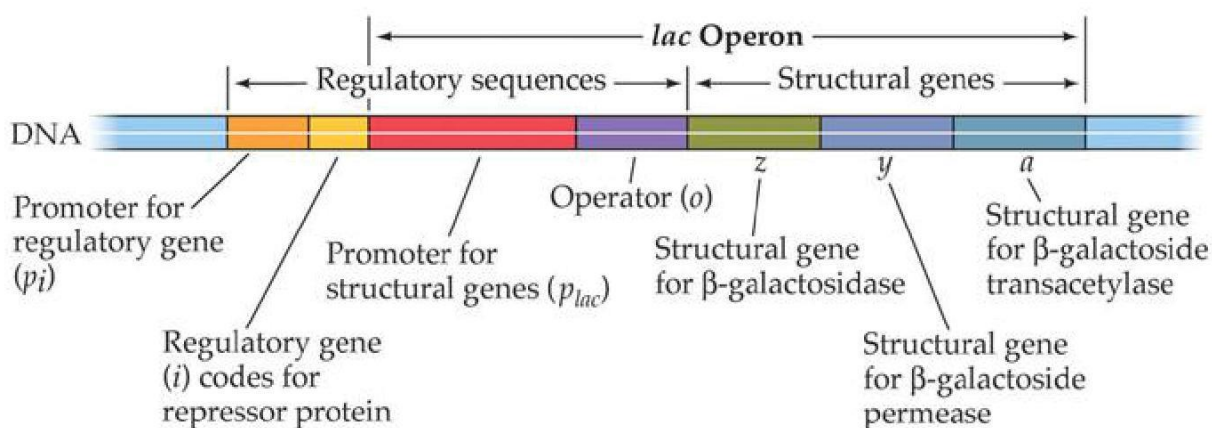 lac Operon
Regulatory sequences
Structural genes
DNA
z
y
a
Promoter for
regulatory gene
(pi)
Regulatory gene
(i) codes for
repressor protein
Promoter for
structural genes (plac)
Operator (o)
Structural gene
for β-galactosidase
Structural gene
for β-galactoside
permease
Structural gene
for β-galactoside
transacetylase